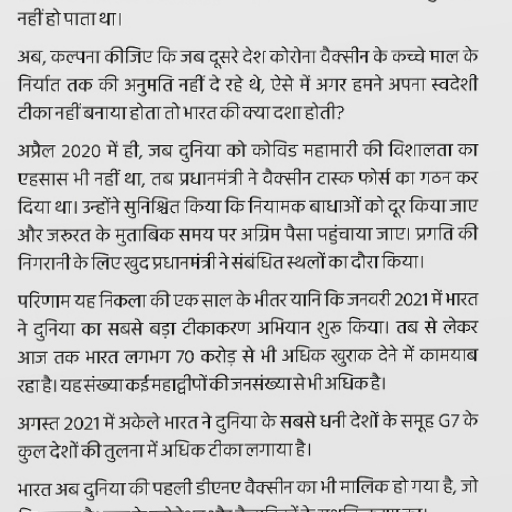 नहीं हो पाता था।
अब, कल्पना कीजिए कि जब दूसरे देश कोरोना वैक्सीन के कच्चे माल के
निर्यात तक की अनुमति नहीं दे रहे थे, ऐसे में अगर हमने अपना स्वदेशी
टीका नहीं बनाया होता तो भारत की क्या दशा होती?
अप्रैल 2020 में ही, जब दुनिया को कोविड महामारी की विशालता का
एहसास भी नहीं था, तब प्रधानमंत्री ने वैक्सीन टास्क फोर्स का गठन कर
दिया था। उन्होंने सुनिश्चित किया कि नियामक बाधाओं को दूर किया जाए
और जरूरत के मुताबिक समय पर अग्रिम पैसा पहुंचाया जाए। प्रगति की
निगरानी के लिए खुद प्रधानमंत्री ने संबंधित स्थलों का दौरा किया।
परिणाम यह निकला की एक साल के भीतर यानि कि जनवरी 2021 में भारत
ने दुनिया का सबसे बड़ा टीकाकरण अभियान शुरू किया। तब से लेकर
आज तक भारत लगभग 70 करोड़ से भी अधिक खुराक देने में कामयाब
रहा है। यह संख्या कई महाद्वीपों की जनसंख्या से भी अधिक है।
अगस्त 2021 में अकेले भारत ने दुनिया के सबसे धनी देशों के समूह G7 के
कुल देशों की तुलना में अधिक टीका लगाया है।
भारत अब दुनिया की पहली डीएनए वैक्सीन का भी मालिक हो गया है, जो